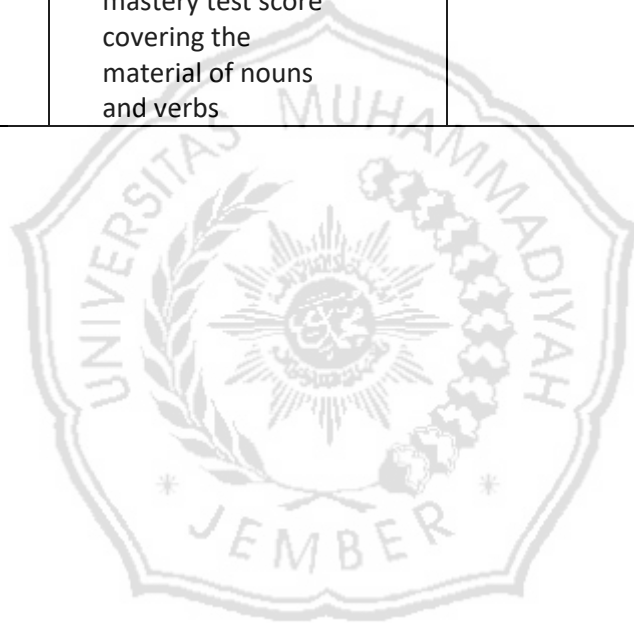 mastery test score
covering the
material of nouns
and verbs
UNIVERSITAS MUHAMMADIYAH
JEMBER